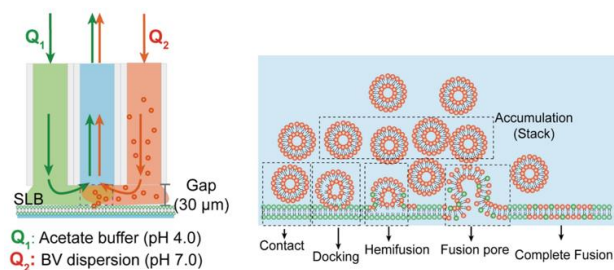 Q1
Q2
SLB
Gap
(30 µm)
Q1: Acetate buffer (pH 4.0)
Q2: BV dispersion (pH 7.0)
Accumulation
(Stack)
Contact
Docking
Hemifusion
Fusion pore
Complete Fusion